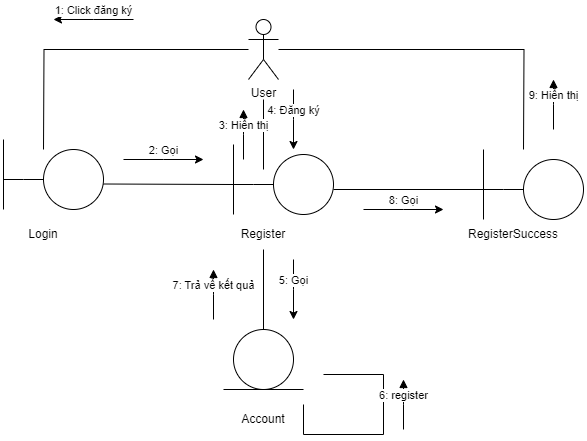 1: Click đăng ký
User
9: Hiển thị
4: Đăng ký
3: Hiển thị
2: Gọi
8: Gọi
Login
Register
RegisterSuccess
7: Trả về kết quả
5: Gọi
6: register
Account